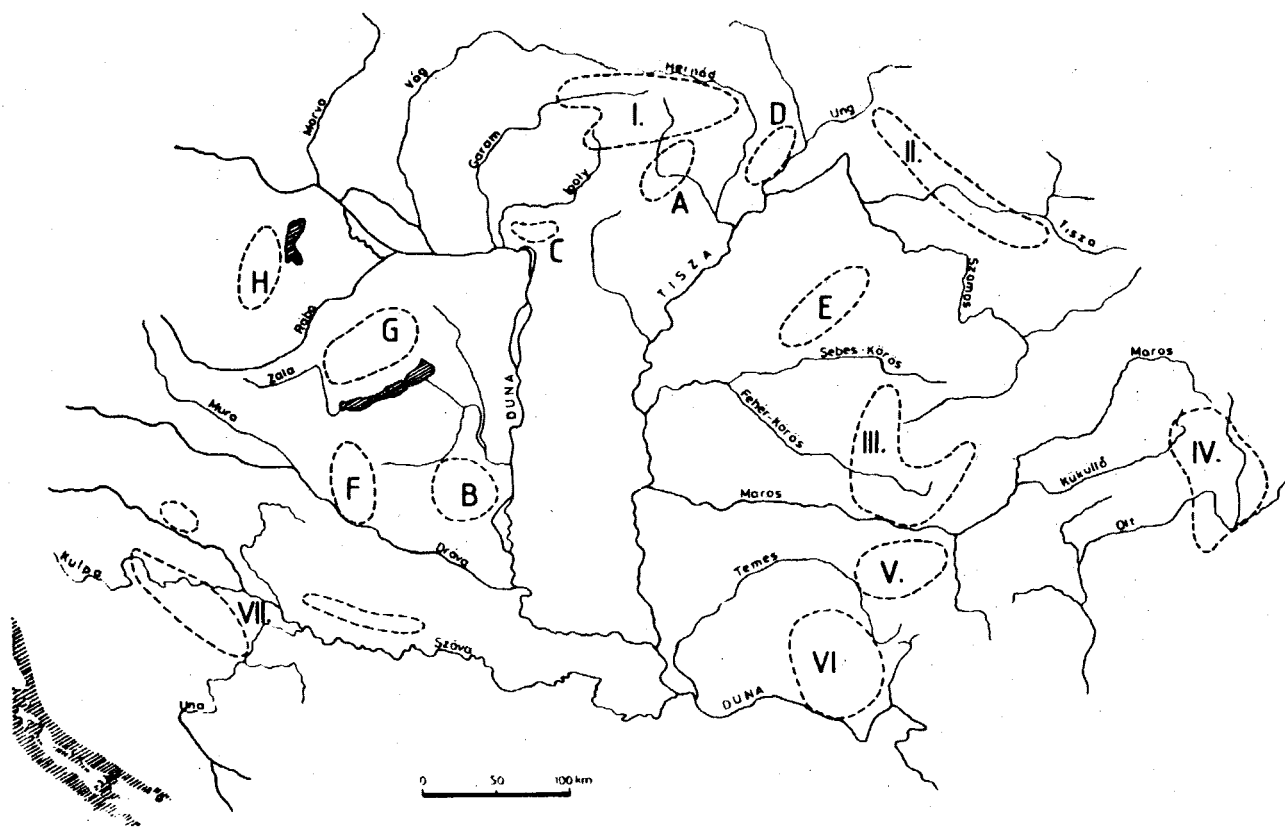 Morva
Vág
Hernád
Garam
I.
D
Ung
II.
Ipoly
A
Tisza
C
TISZA
H
Szamos
Rába
G
E
Zala
Sebes-Körös
Maros
DUNA
Mura
Fehér-Körös
III.
IV.
F
B
Küküllő
Maros
Olt
Dráva
Temes
V.
Kulpa
VII.
Száva
VI
Una
DUNA
0 50 100 km